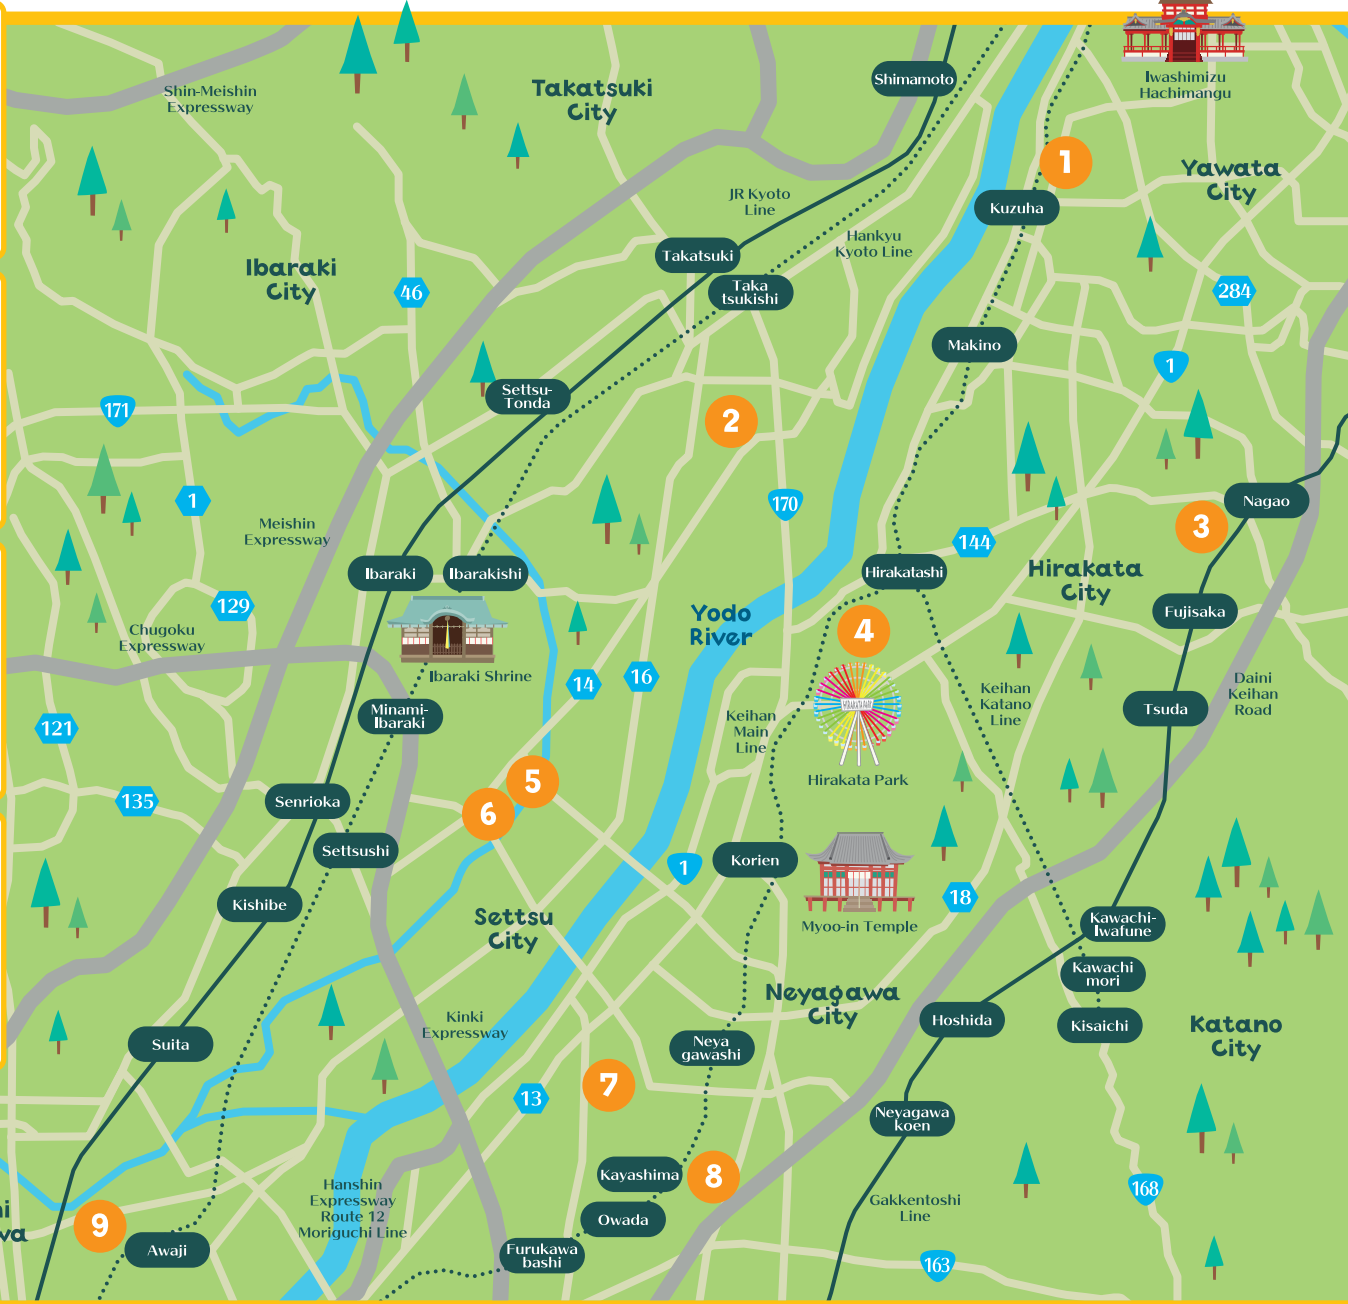 Shimamoto
Iwashimizu
Hachimangu
Shin-Meishin
Expressway
Takatsuki
City
1
Yawata
City
JR Kyoto
Line
Kuzuha
Hankyu
Kyoto Line
Takatsuki
Ibaraki
City
46
Taka
tsukishi
284
Makino
1
Settsu-
Tonda
171
2
1
170
Nagao
3
Meishin
Expressway
144
Ibaraki
Ibarakishi
Hirakatashi
Hirakata
City
129
Fujisaka
Chugoku
Expressway
Yodo
River
4
Ibaraki Shrine
14
16
Keihan
Katano
Line
Daini
Keihan
Road
Minami-
Ibaraki
Tsuda
121
Keihan
Main
Line
HIRAKATA PARK
Hirakata Park
5
135
Senrioka
6
Settsushi
Korien
1
18
Kishibe
Settsu
City
Myoo-in Temple
Kawachi-
Iwafune
Kawachi
mori
Neyagawa
City
Hoshida
Kisaichi
Katano
City
Kinki
Expressway
Suita
Neya
gawashi
7
13
Neyagawa
koen
Kayashima
8
168
Hanshin
Expressway
Route 12
Moriguchi Line
Gakkentoshi
Line
9
Owada
Awaji
Furukawa
bashi
163